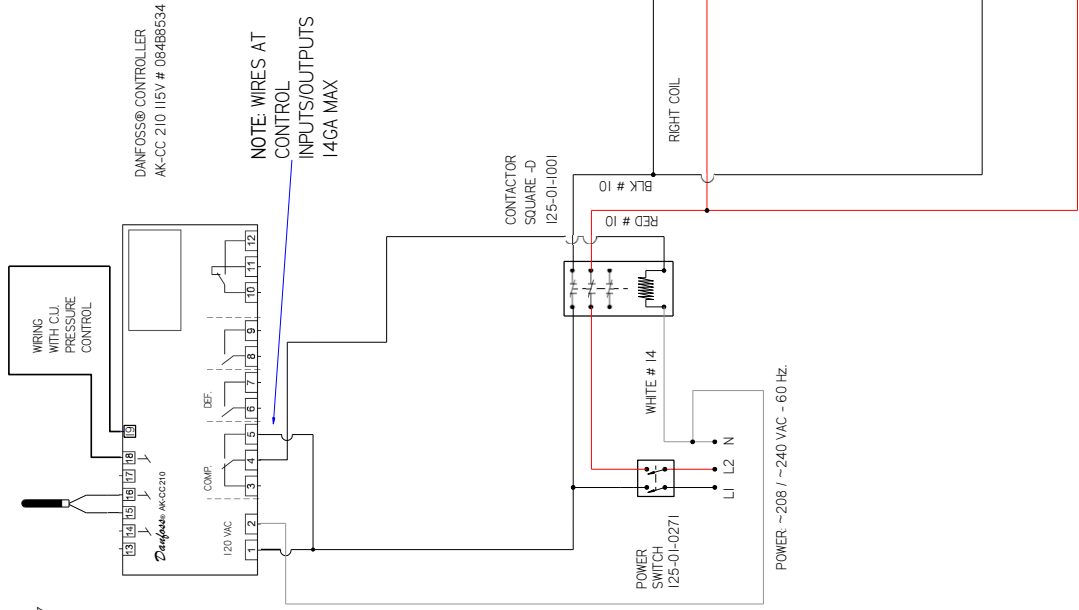 DANFOSS® CONTROLLER
AK-CC 210 115V # 084B8534
NOTE: WIRES AT
CONTROL
INPUTS/OUTPUTS
14GA MAX
WIRING
WITH C.U.
PRESSURE
CONTROL
13 14 15 16 17 18 19
Danfoss® AK-CC210
120 VAC
COMP.
DEF.
1 2 3 4 5 6 7 8 9 10 11 12
CONTACTOR
SQUARE -D
125-01-1001
BLK # 10
RED # 10
RIGHT COIL
WHITE # 14
POWER
SWITCH
125-01-0271
L1 L2 N
POWER: ~208 / ~240 VAC - 60 Hz.